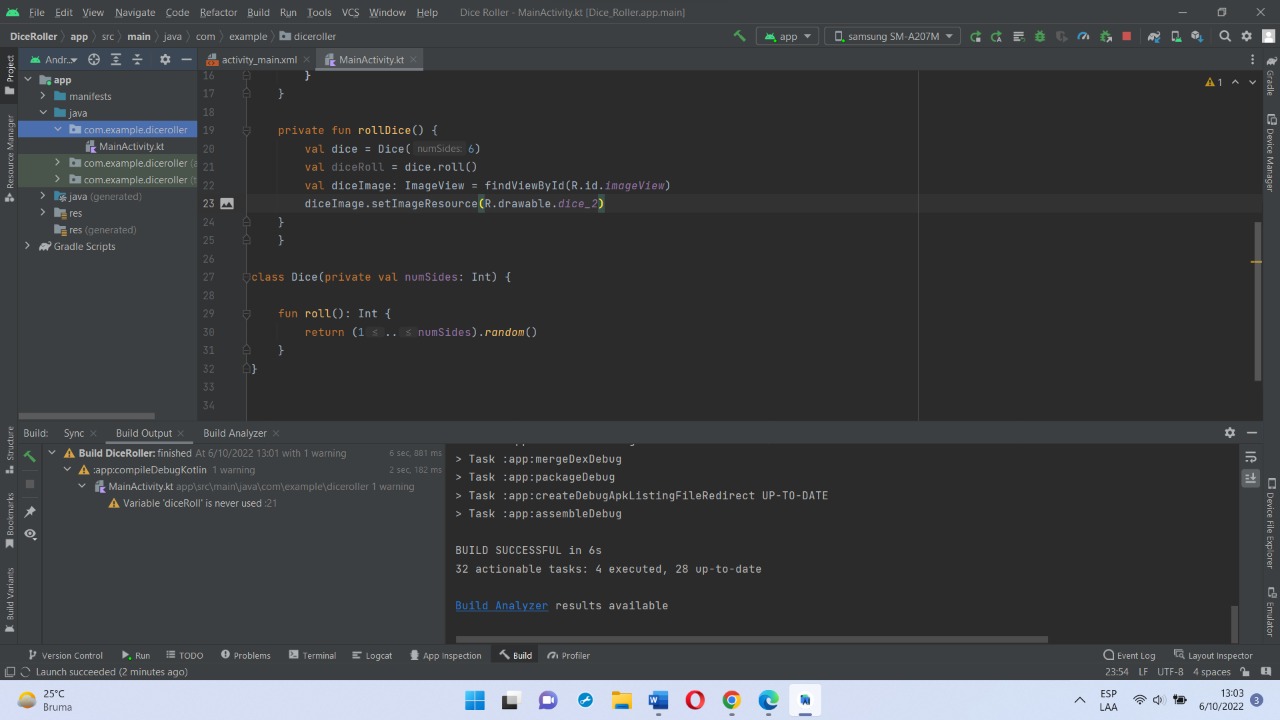 File Edit View Navigate Code Refactor Build Run Tools VCS Window Help Dice Roller - MainActivity.kt [Dice_Roller.app.main]
DiceRoller app src main java com example diceroller app samsung SM-A207M
Andr... activity_main.xml MainActivity.kt
Project
Resource Manager
Structure
Bookmarks
Build Variants
app
manifests
java
com.example.diceroller
MainActivity.kt
com.example.diceroller (a
com.example.diceroller (t
java (generated)
res
res (generated)
Gradle Scripts
1
16 }
17 }
18
19 private fun rollDice() {
20 val dice = Dice( numSides: 6)
21 val diceRoll = dice.roll()
22 val diceImage: ImageView = findViewById(R.id.imageView)
23 diceImage.setImageResource(R.drawable.dice_2)
24 }
25 }
26
27 class Dice(private val numSides: Int) {
28
29 fun roll(): Int {
30 return (1 ≤ .. ≤ numSides).random()
31 }
32 }
33
34
Gradle
Device Manager
Device File Explorer
Emulator
Build: Sync Build Output Build Analyzer
Build DiceRoller: finished At 6/10/2022 13:01 with 1 warning 6 sec, 881 ms
:app:compileDebugKotlin 1 warning 2 sec, 182 ms
MainActivity.kt app\src\main\java\com\example\diceroller 1 warning
Variable 'diceRoll' is never used :21
> Task :app:mergeDexDebug
> Task :app:packageDebug
> Task :app:createDebugApkListingFileRedirect UP-TO-DATE
> Task :app:assembleDebug
BUILD SUCCESSFUL in 6s
32 actionable tasks: 4 executed, 28 up-to-date
Build Analyzer results available
Version Control Run TODO Problems Terminal Logcat App Inspection Build Profiler Event Log Layout Inspector
Launch succeeded (2 minutes ago) 23:54 LF UTF-8 4 spaces
25°C
Bruma
ESP
LAA
13:03
6/10/2022
3